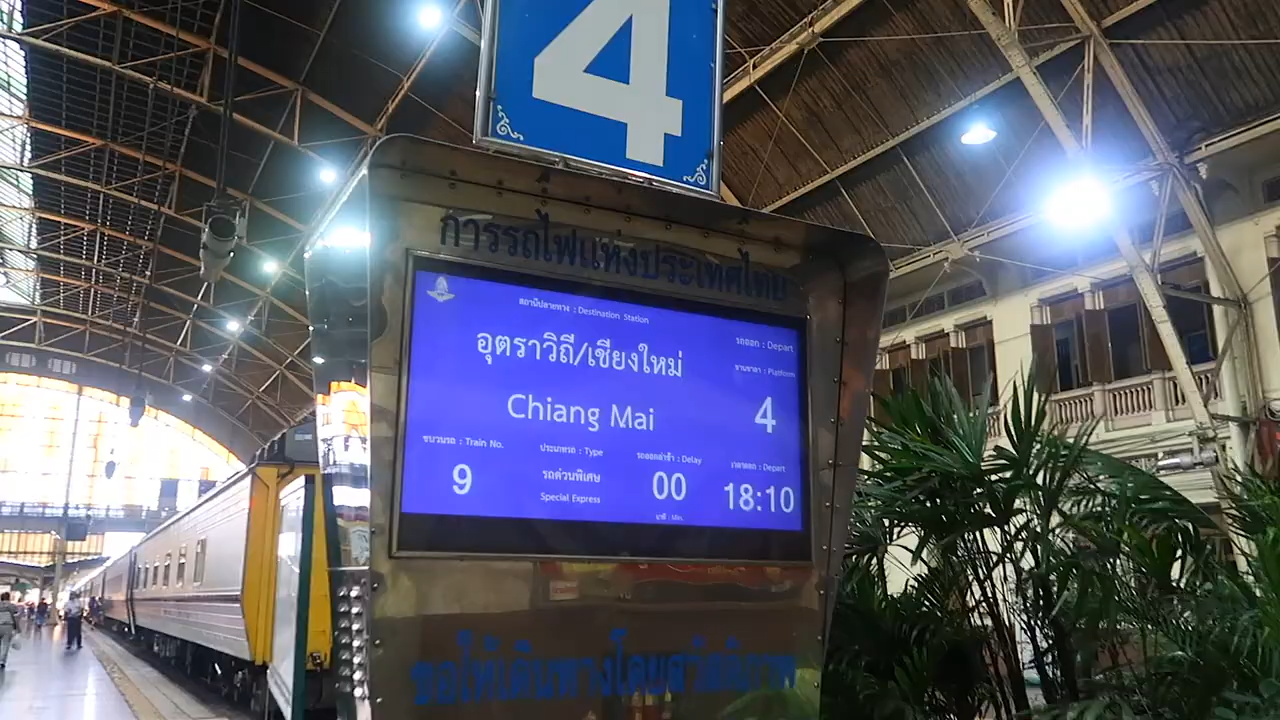 4
การรถไฟแห่งประเทศไทย
สถานีปลายทาง : Destination Station
อุตราวิถี/เชียงใหม่
Chiang Mai
รถออก : Depart
ชานชาลา : Platform
4
ขบวนรถ : Train No.
9
ประเภทรถ : Type
รถด่วนพิเศษ
Special Express
รถออกล่าช้า : Delay
00
นาที : Min.
เวลาออก : Depart
18:10
ขอให้เดินทางโดยสวัสดิภาพ